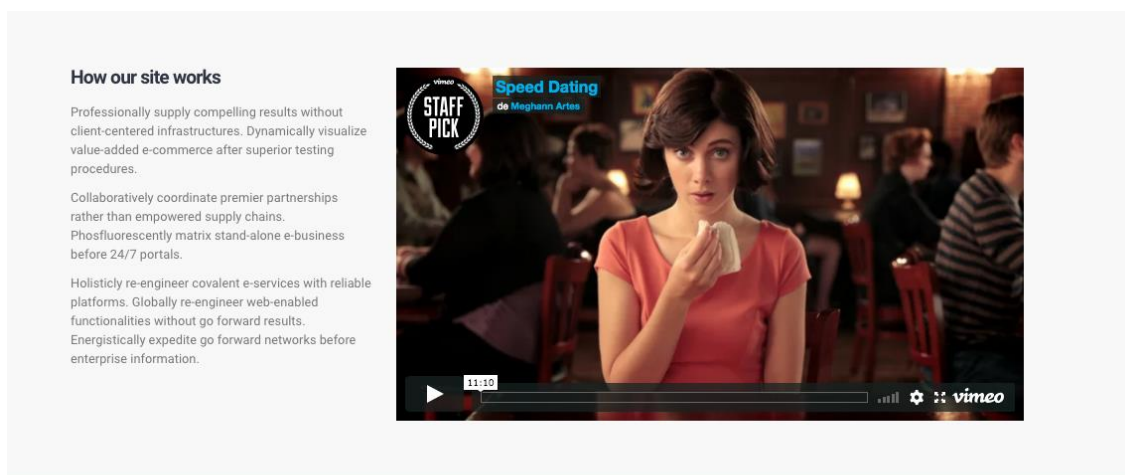 How our site works
Professionally supply compelling results without
client-centered infrastructures. Dynamically visualize
value-added e-commerce after superior testing
procedures.
Collaboratively coordinate premier partnerships
rather than empowered supply chains.
Phosfluorescently matrix stand-alone e-business
before 24/7 portals.
Holisticly re-engineer covalent e-services with reliable
platforms. Globally re-engineer web-enabled
functionalities without go forward results.
Energistically expedite go forward networks before
enterprise information.
vimeo
STAFF
PICK
Speed Dating
de Meghann Artes
11:10
vimeo